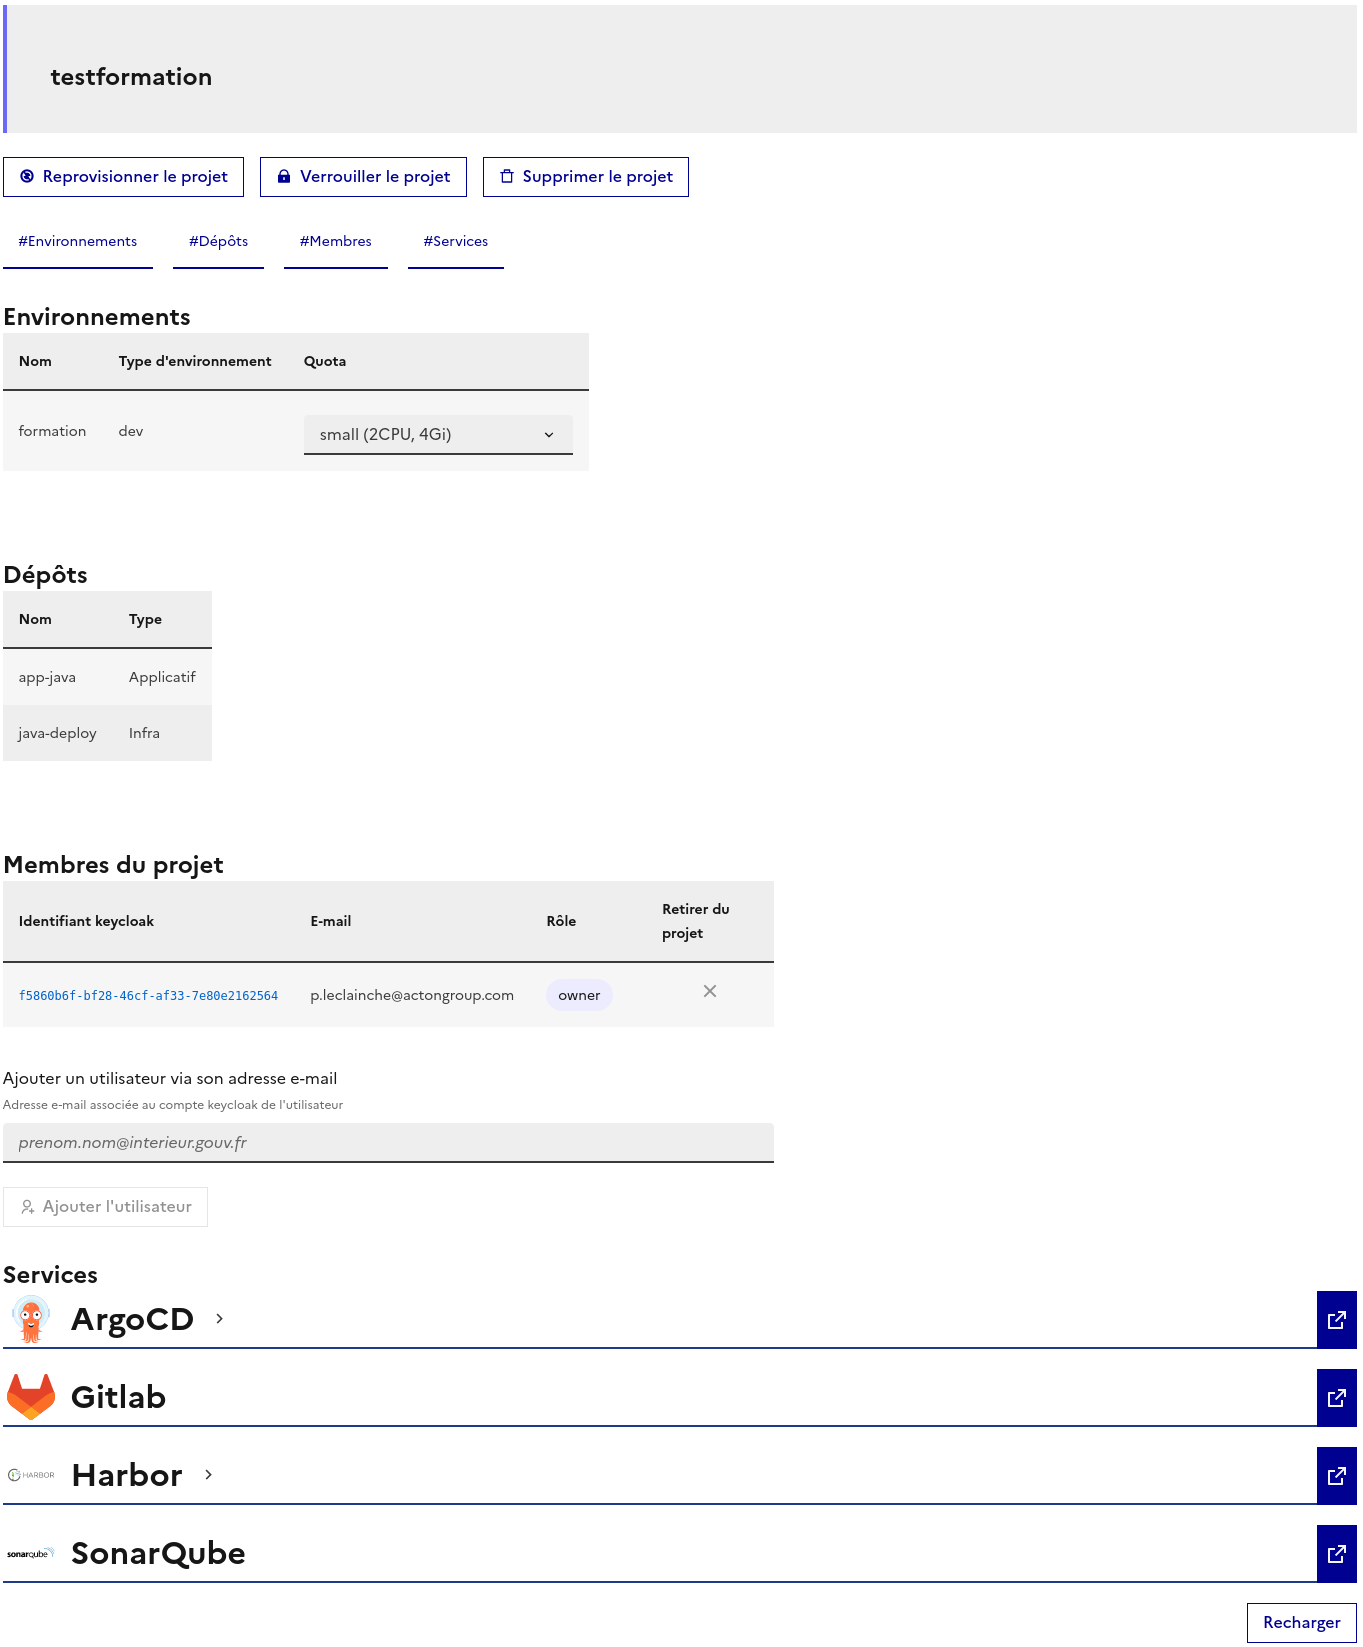 testformation
Reprovisionner le projet Verrouiller le projet Supprimer le projet
#Environnements #Dépôts #Membres #Services
Environnements
Nom Type d'environnement Quota
formation dev small (2CPU, 4Gi)
Dépôts
Nom Type
app-java Applicatif
java-deploy Infra
Membres du projet
Identifiant keycloak E-mail Rôle Retirer du projet
f5860b6f-bf28-46cf-af33-7e80e2162564 p.leclainche@actongroup.com owner
Ajouter un utilisateur via son adresse e-mail
Adresse e-mail associée au compte keycloak de l'utilisateur
prenom.nom@interieur.gouv.fr
Ajouter l'utilisateur
Services
ArgoCD
Gitlab
HARBOR Harbor
sonarqube SonarQube
Recharger